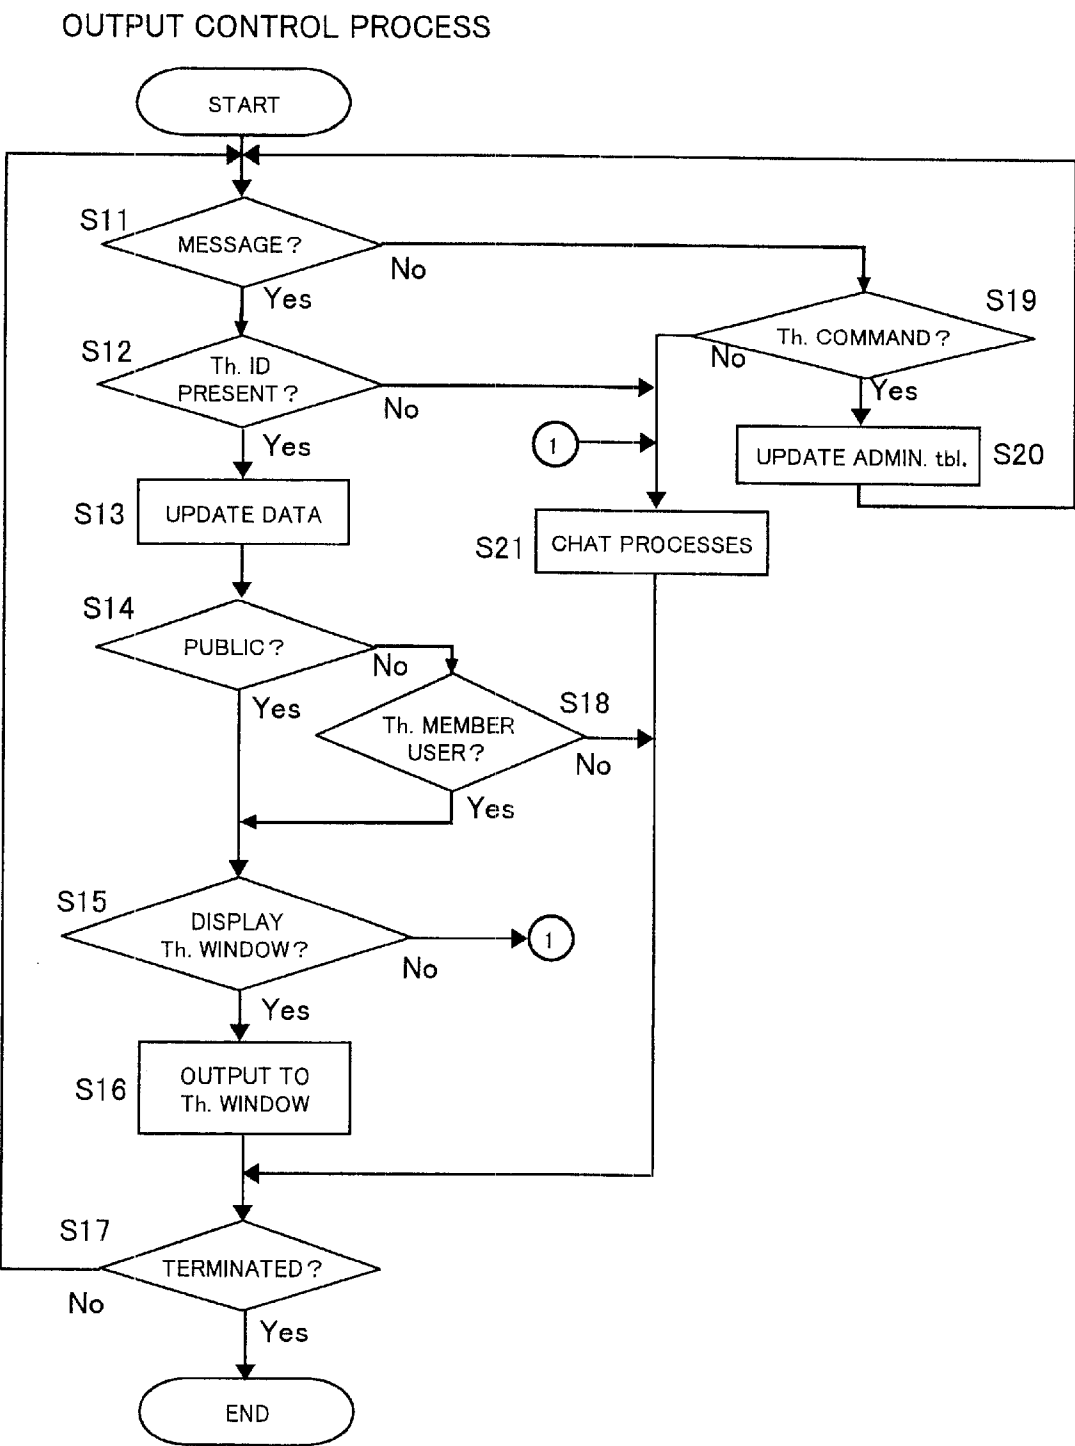 OUTPUT CONTROL PROCESS
START
S11
MESSAGE?
No
Yes
S19
Th. COMMAND?
No
Yes
S12
Th. ID
PRESENT?
No
Yes
1
UPDATE ADMIN. tbl.
S20
S13
UPDATE DATA
S21
CHAT PROCESSES
S14
PUBLIC?
No
Yes
S18
Th. MEMBER
USER?
No
Yes
S15
DISPLAY
Th. WINDOW?
No
1
Yes
S16
OUTPUT TO
Th. WINDOW
S17
TERMINATED?
No
Yes
END